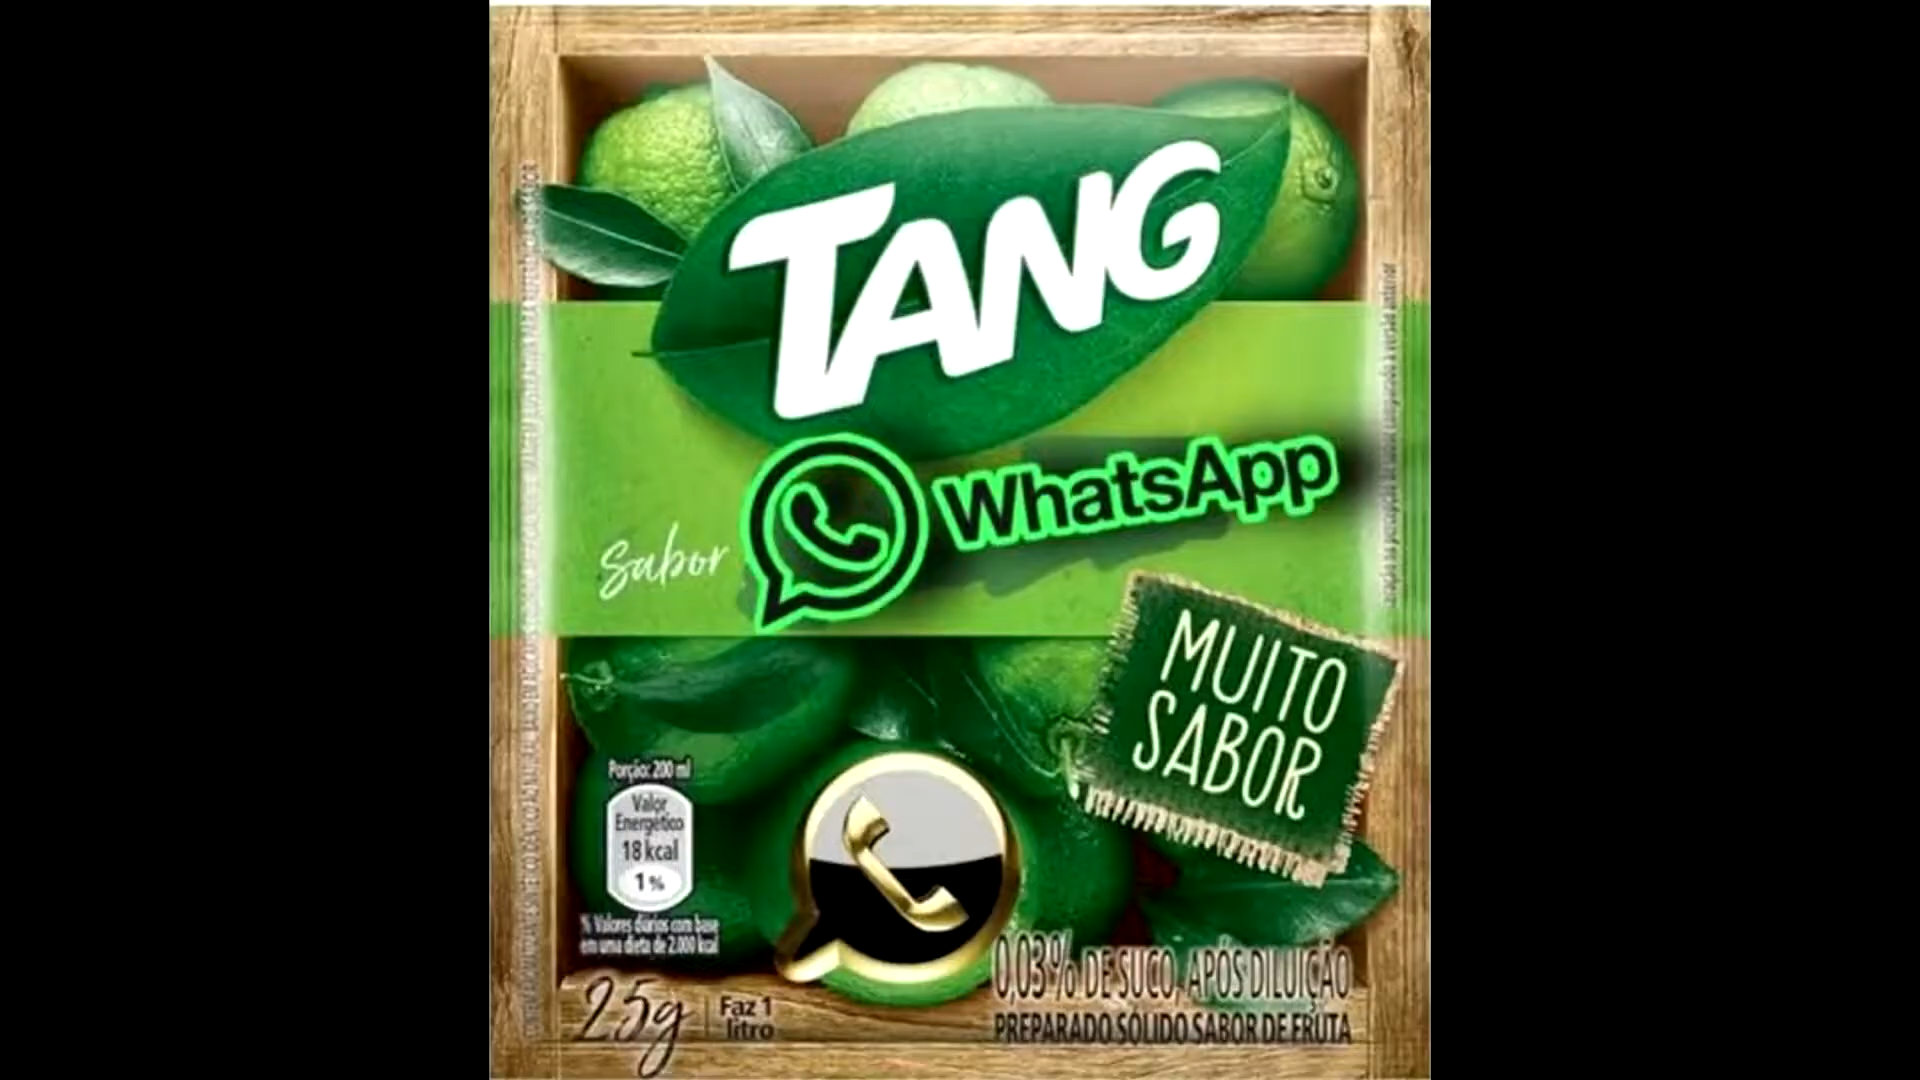 TANG
Sabor
WhatsApp
MUITO
SABOR
Porção: 200 ml
Valor
Energético
18 kcal
1%
% Valores diários com base
em uma dieta de 2.000 kcal
25g
Faz 1
litro
0,03% DE SUCO, APÓS DILUIÇÃO
PREPARADO SÓLIDO SABOR DE FRUTA